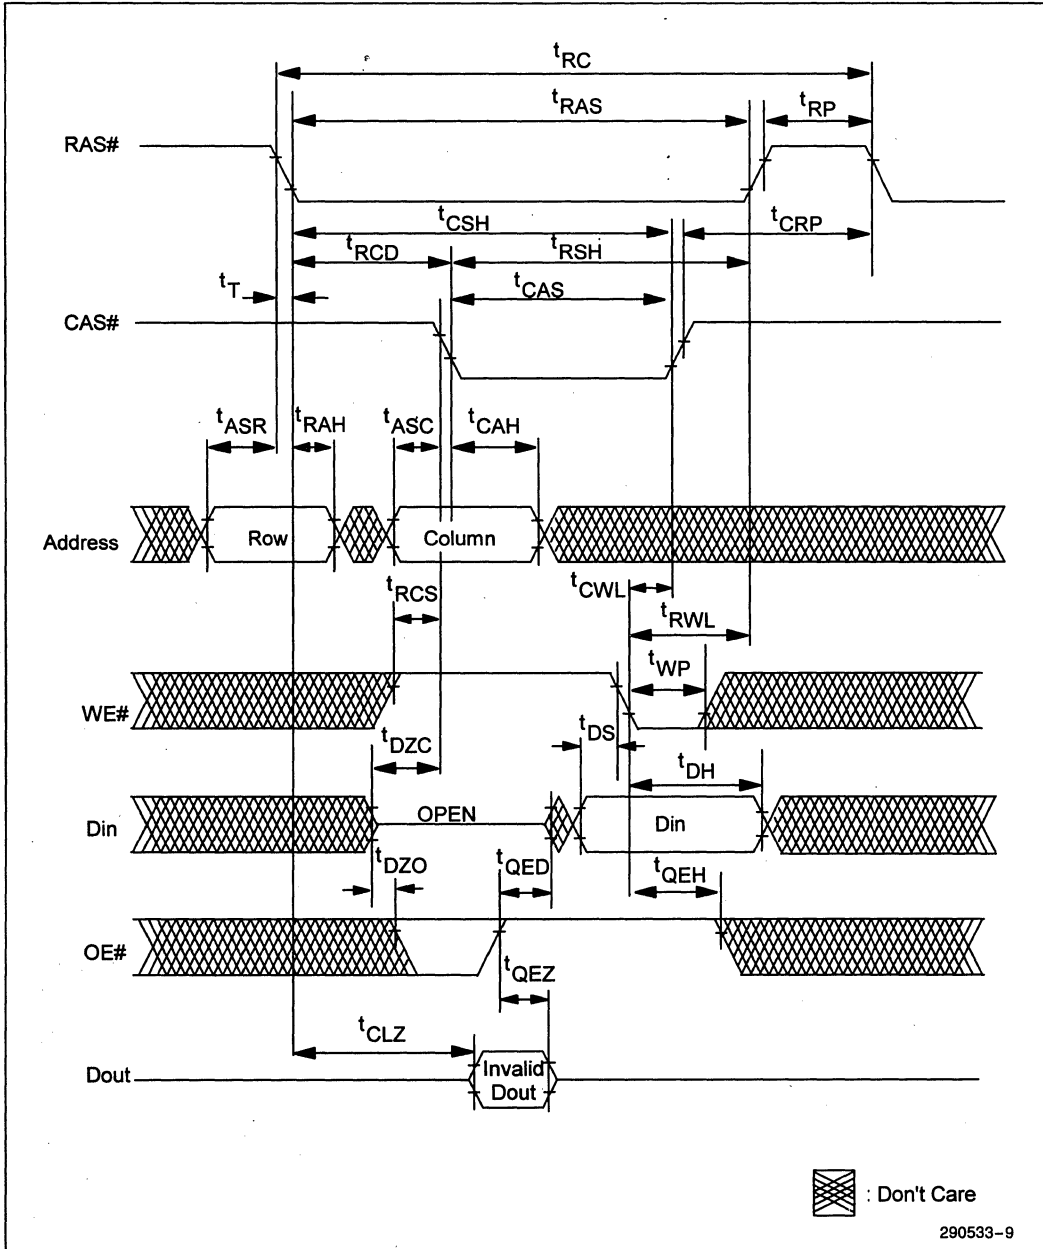 tRC
tRAS
tRP
RAS#
tCSH
tCRP
tRCD
tRSH
tT
tCAS
CAS#
tASR
tRAH
tASC
tCAH
Address
Row
Column
tRCS
tCWL
tRWL
tWP
WE#
tDZC
tDS
tDH
Din
OPEN
Din
tDZO
tQED
tQEH
OE#
tQEZ
tCLZ
Dout
Invalid
Dout
: Don't Care
290533-9